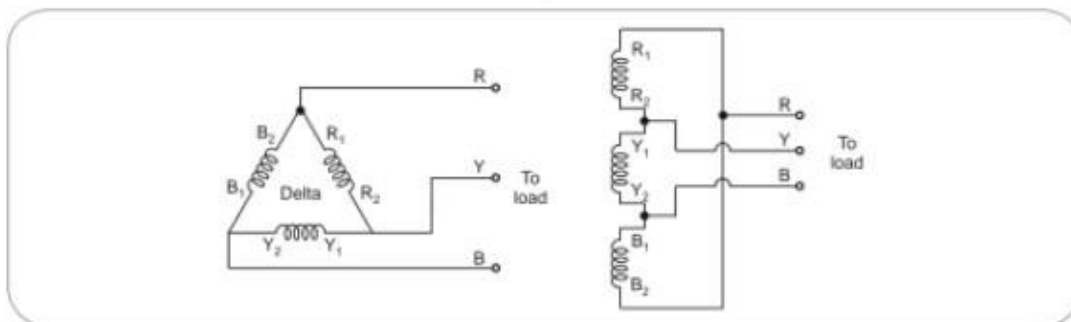 R
B₂
R₁
B₁
Delta
R₂
Y
To
load
Y₂
Y₁
B
R₁
R₂
Y₁
Y₂
B₁
B₂
R
Y
B
To
load